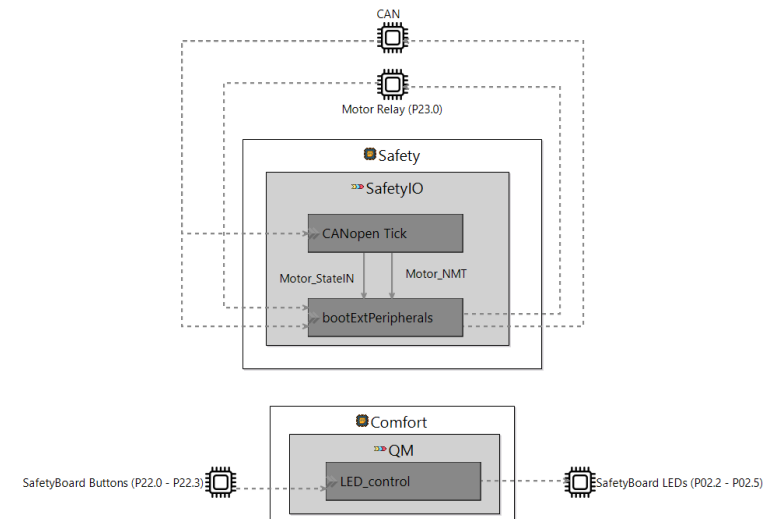 CAN
Motor Relay (P23.0)
Safety
SafetyIO
CANopen Tick
Motor_StateIN
Motor_NMT
bootExtPeripherals
Comfort
QM
SafetyBoard Buttons (P22.0 - P22.3)
LED_control
SafetyBoard LEDs (P02.2 - P02.5)